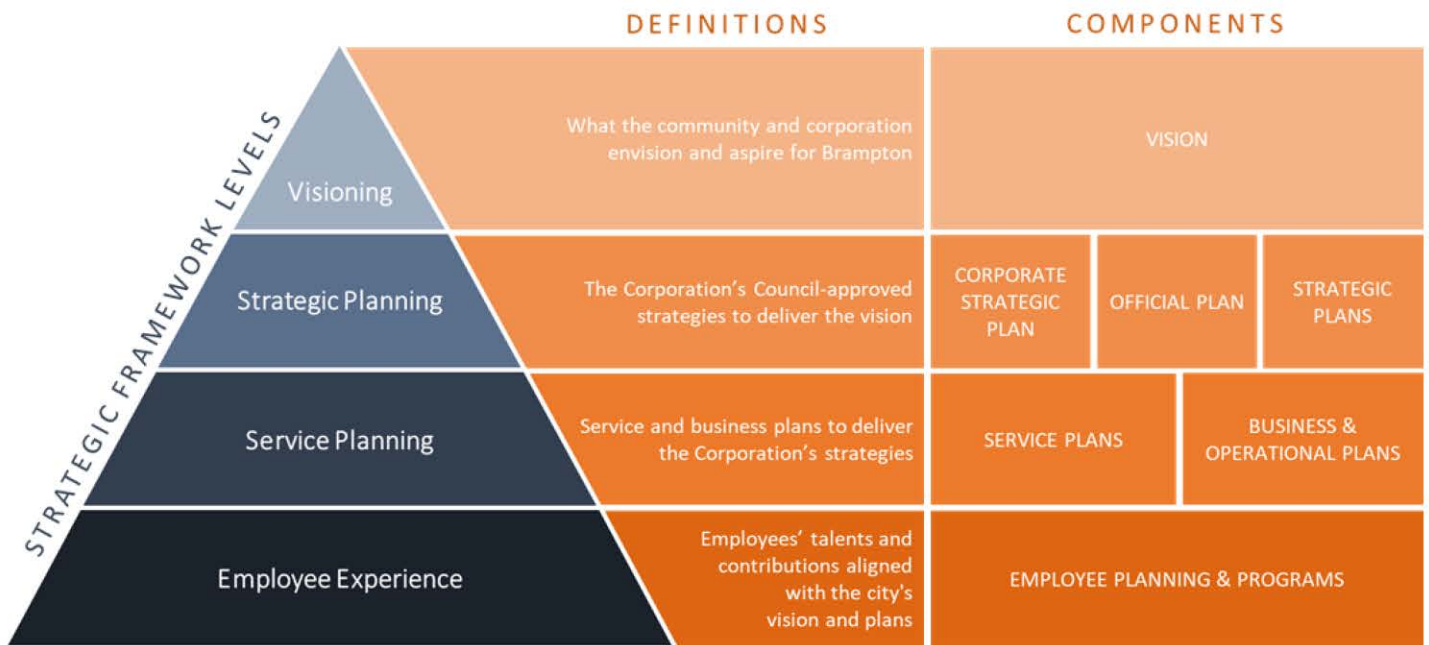 DEFINITIONS
COMPONENTS
STRATEGIC FRAMEWORK LEVELS
Visioning
What the community and corporation
envision and aspire for Brampton
VISION
Strategic Planning
The Corporation's Council-approved
strategies to deliver the vision
CORPORATE
STRATEGIC
PLAN
OFFICIAL PLAN
STRATEGIC
PLANS
Service Planning
Service and business plans to deliver
the Corporation's strategies
SERVICE PLANS
BUSINESS &
OPERATIONAL PLANS
Employee Experience
Employees' talents and
contributions aligned
with the city's
vision and plans
EMPLOYEE PLANNING & PROGRAMS